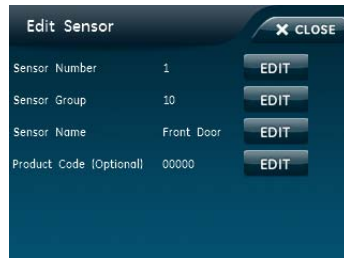 Edit Sensor X CLOSE
Sensor Number 1 EDIT
Sensor Group 10 EDIT
Sensor Name Front Door EDIT
Product Code (Optional) 00000 EDIT